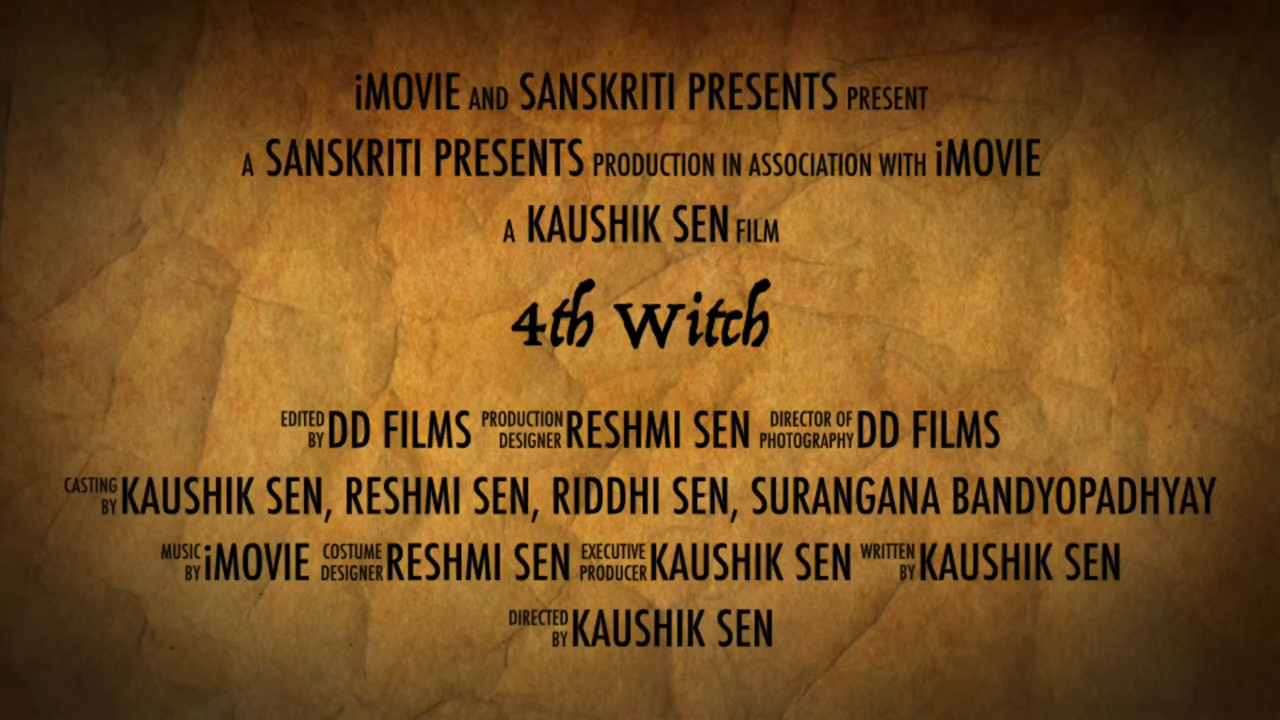 iMOVIE AND SANSKRITI PRESENTS PRESENT
A SANSKRITI PRESENTS PRODUCTION IN ASSOCIATION WITH iMOVIE
A KAUSHIK SEN FILM
4th Witch
EDITED BY DD FILMS PRODUCTION DESIGNER RESHMI SEN DIRECTOR OF PHOTOGRAPHY DD FILMS
CASTING BY KAUSHIK SEN, RESHMI SEN, RIDDHI SEN, SURANGANA BANDYOPADHYAY
MUSIC BY iMOVIE COSTUME DESIGNER RESHMI SEN EXECUTIVE PRODUCER KAUSHIK SEN WRITTEN BY KAUSHIK SEN
DIRECTED BY KAUSHIK SEN